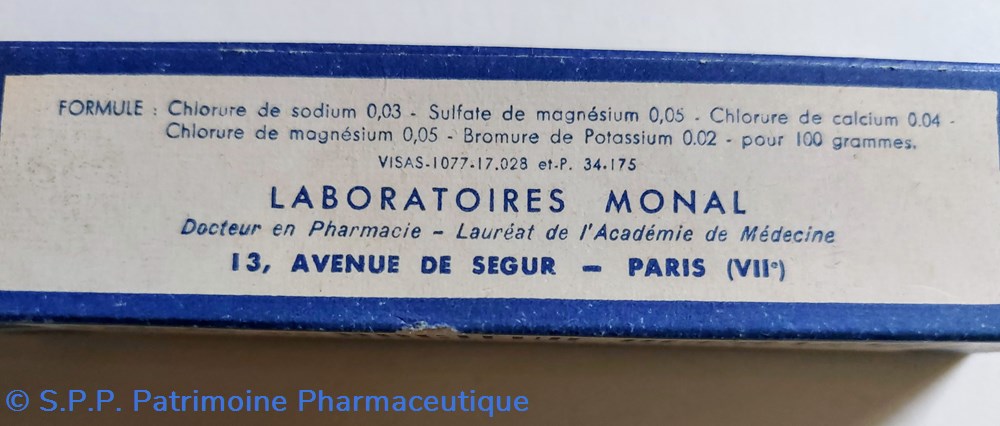 FORMULE : Chlorure de sodium 0,03 - Sulfate de magnésium 0,05 - Chlorure de calcium 0.04 -
Chlorure de magnésium 0,05 - Bromure de Potassium 0.02 - pour 100 grammes.
VISAS-1077-17.028 et-P. 34.175
LABORATOIRES MONAL
Docteur en Pharmacie - Lauréat de l'Académie de Médecine
13, AVENUE DE SEGUR - PARIS (VIIe)
© S.P.P. Patrimoine Pharmaceutique